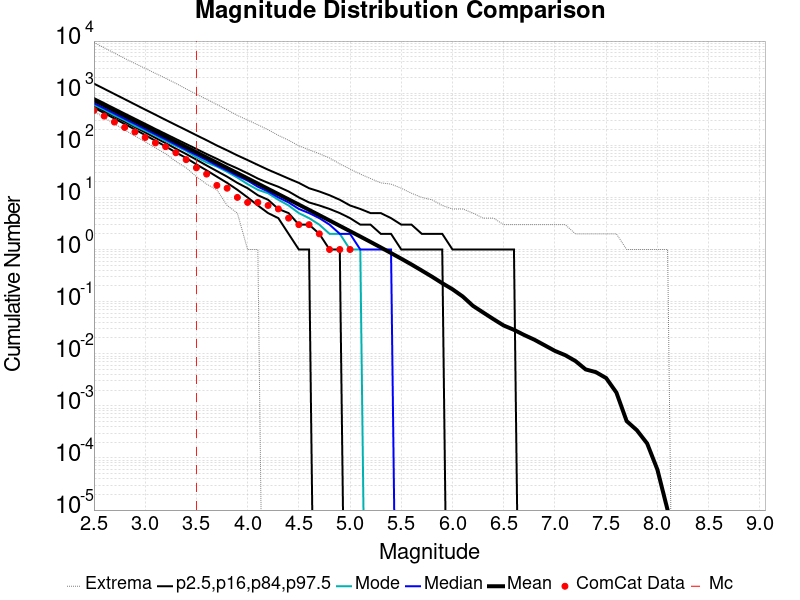 Magnitude Distribution Comparison
10^4
10^3
10^2
10^1
10^0
10^-1
10^-2
10^-3
10^-4
10^-5
Cumulative Number
2.5 3.0 3.5 4.0 4.5 5.0 5.5 6.0 6.5 7.0 7.5 8.0 8.5 9.0
Magnitude
Extrema p2.5,p16,p84,p97.5 Mode Median Mean ComCat Data Mc